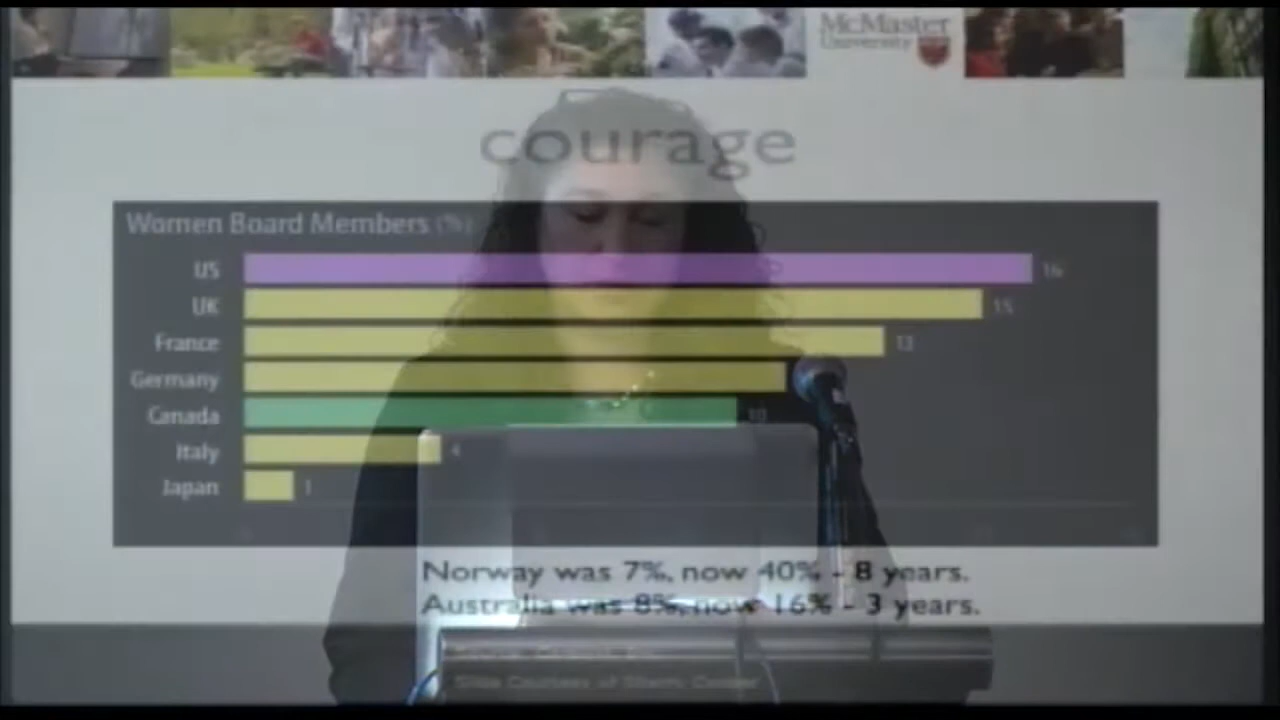 McMaster
University
courage
Women Board Members (%)
US 16
UK 15
France 13
Germany
Canada 10
Italy 4
Japan 1
Norway was 7%, now 40% - 8 years.
Australia was 8%, now 16% - 3 years.